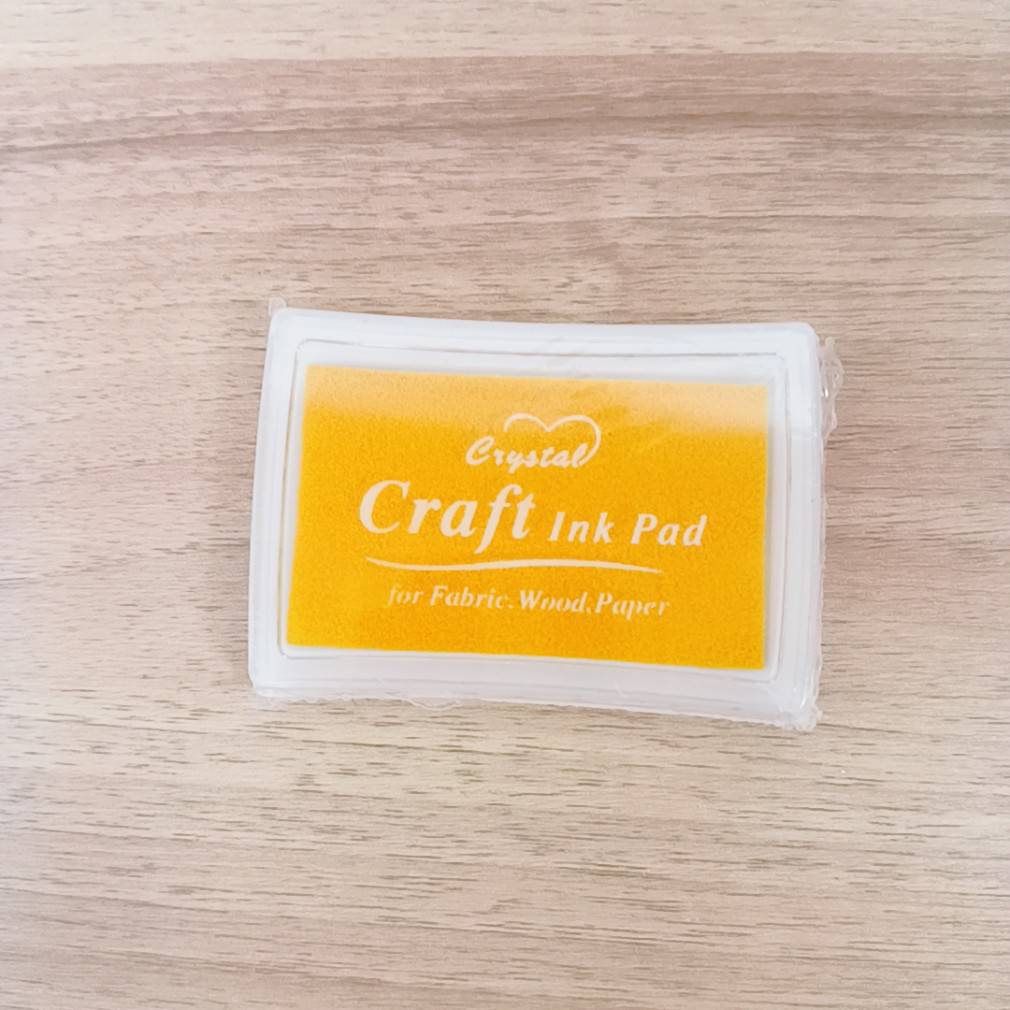 Crystal
Craft Ink Pad
for Fabric.Wood.Paper